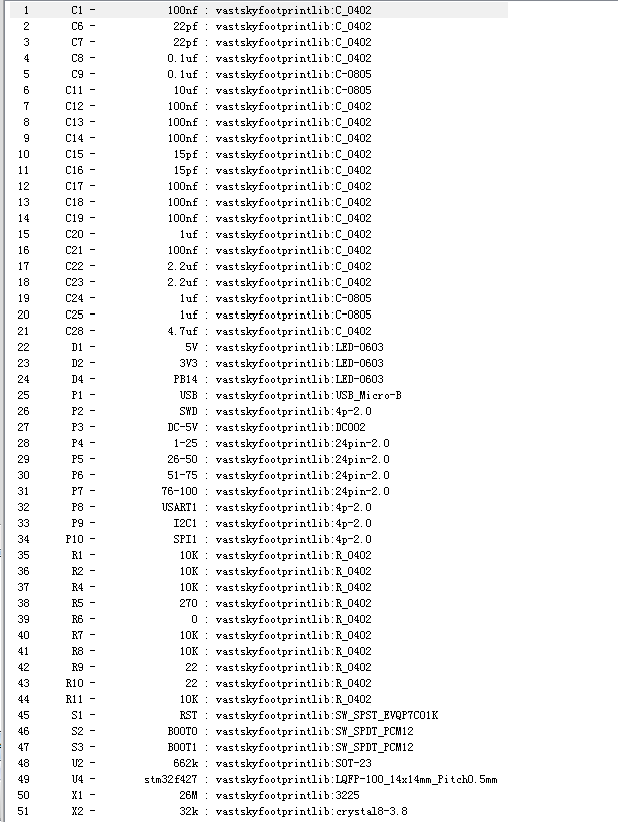 1 C1 - 100nf : vastskyfootprintlib:C_0402
2 C6 - 22pf : vastskyfootprintlib:C_0402
3 C7 - 22pf : vastskyfootprintlib:C_0402
4 C8 - 0.1uf : vastskyfootprintlib:C_0402
5 C9 - 0.1uf : vastskyfootprintlib:C-0805
6 C11 - 10uf : vastskyfootprintlib:C-0805
7 C12 - 100nf : vastskyfootprintlib:C_0402
8 C13 - 100nf : vastskyfootprintlib:C_0402
9 C14 - 100nf : vastskyfootprintlib:C_0402
10 C15 - 15pf : vastskyfootprintlib:C_0402
11 C16 - 15pf : vastskyfootprintlib:C_0402
12 C17 - 100nf : vastskyfootprintlib:C_0402
13 C18 - 100nf : vastskyfootprintlib:C_0402
14 C19 - 100nf : vastskyfootprintlib:C_0402
15 C20 - 1uf : vastskyfootprintlib:C_0402
16 C21 - 100nf : vastskyfootprintlib:C_0402
17 C22 - 2.2uf : vastskyfootprintlib:C_0402
18 C23 - 2.2uf : vastskyfootprintlib:C_0402
19 C24 - 1uf : vastskyfootprintlib:C-0805
20 C25 - 1uf : vastskyfootprintlib:C-0805
21 C28 - 4.7uf : vastskyfootprintlib:C_0402
22 D1 - 5V : vastskyfootprintlib:LED-0603
23 D2 - 3V3 : vastskyfootprintlib:LED-0603
24 D4 - PB14 : vastskyfootprintlib:LED-0603
25 P1 - USB : vastskyfootprintlib:USB_Micro-B
26 P2 - SWD : vastskyfootprintlib:4p-2.0
27 P3 - DC-5V : vastskyfootprintlib:DC002
28 P4 - 1-25 : vastskyfootprintlib:24pin-2.0
29 P5 - 26-50 : vastskyfootprintlib:24pin-2.0
30 P6 - 51-75 : vastskyfootprintlib:24pin-2.0
31 P7 - 76-100 : vastskyfootprintlib:24pin-2.0
32 P8 - USART1 : vastskyfootprintlib:4p-2.0
33 P9 - I2C1 : vastskyfootprintlib:4p-2.0
34 P10 - SPI1 : vastskyfootprintlib:4p-2.0
35 R1 - 10K : vastskyfootprintlib:R_0402
36 R2 - 10K : vastskyfootprintlib:R_0402
37 R4 - 10K : vastskyfootprintlib:R_0402
38 R5 - 270 : vastskyfootprintlib:R_0402
39 R6 - 0 : vastskyfootprintlib:R_0402
40 R7 - 10K : vastskyfootprintlib:R_0402
41 R8 - 10K : vastskyfootprintlib:R_0402
42 R9 - 22 : vastskyfootprintlib:R_0402
43 R10 - 22 : vastskyfootprintlib:R_0402
44 R11 - 10K : vastskyfootprintlib:R_0402
45 S1 - RST : vastskyfootprintlib:SW_SPST_EVQP7C01K
46 S2 - BOOT0 : vastskyfootprintlib:SW_SPDT_PCM12
47 S3 - BOOT1 : vastskyfootprintlib:SW_SPDT_PCM12
48 U2 - 662k : vastskyfootprintlib:SOT-23
49 U4 - stm32f427 : vastskyfootprintlib:LQFP-100_14x14mm_Pitch0.5mm
50 X1 - 26M : vastskyfootprintlib:3225
51 X2 - 32k : vastskyfootprintlib:crystal8-3.8